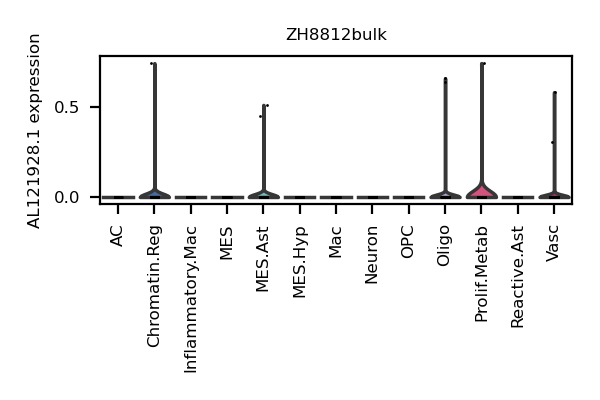 ZH8812bulk
AL121928.1 expression
0.5
0.0
AC
Chromatin.Reg
Inflammatory.Mac
MES
MES.Ast
MES.Hyp
Mac
Neuron
OPC
Oligo
Prolif.Metab
Reactive.Ast
Vasc